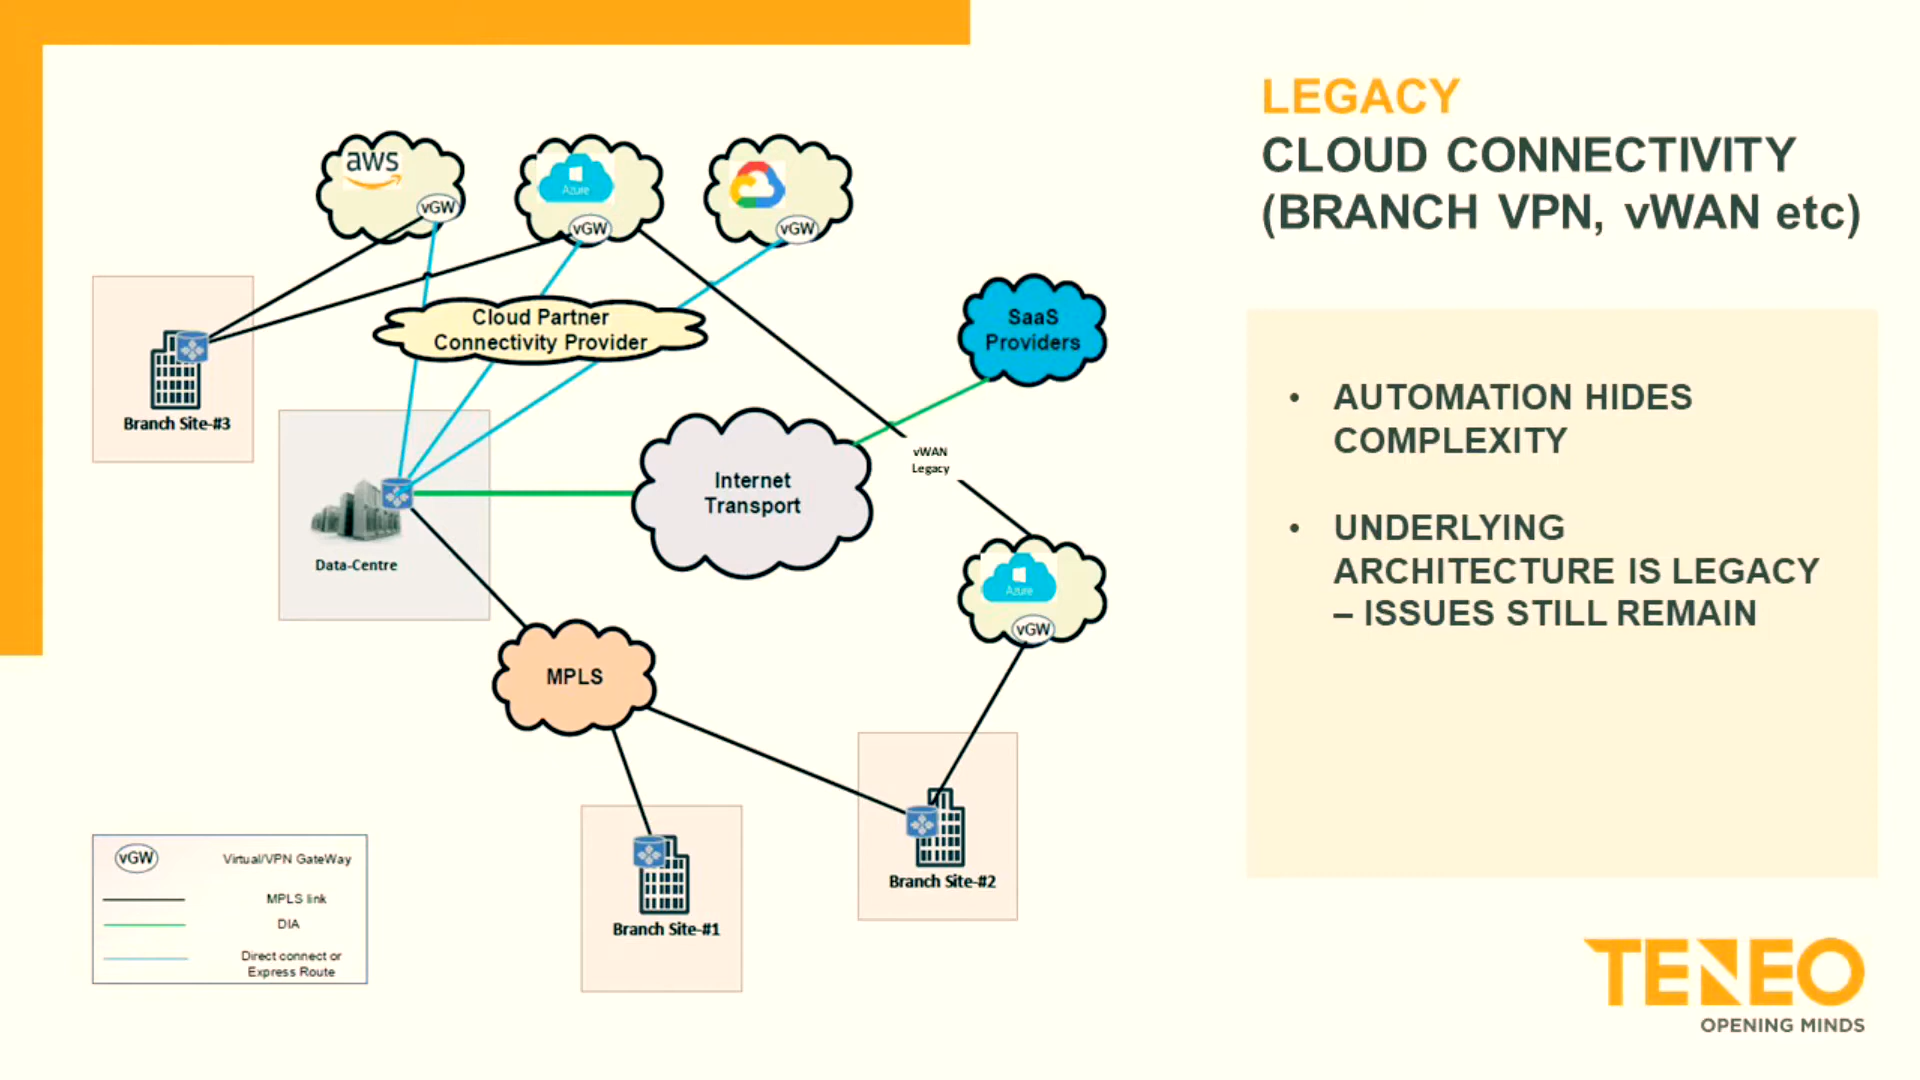 LEGACY
CLOUD CONNECTIVITY
(BRANCH VPN, vWAN etc)
• AUTOMATION HIDES
COMPLEXITY
• UNDERLYING
ARCHITECTURE IS LEGACY
– ISSUES STILL REMAIN
aws
vGW
Azure
vGW
vGW
Cloud Partner
Connectivity Provider
SaaS
Providers
Branch Site-#3
Internet
Transport
vWAN
Legacy
Data-Centre
Azure
vGW
MPLS
Branch Site-#2
Branch Site-#1
vGW Virtual/VPN GateWay
MPLS link
DIA
Direct connect or
Express Route
TENEO
OPENING MINDS